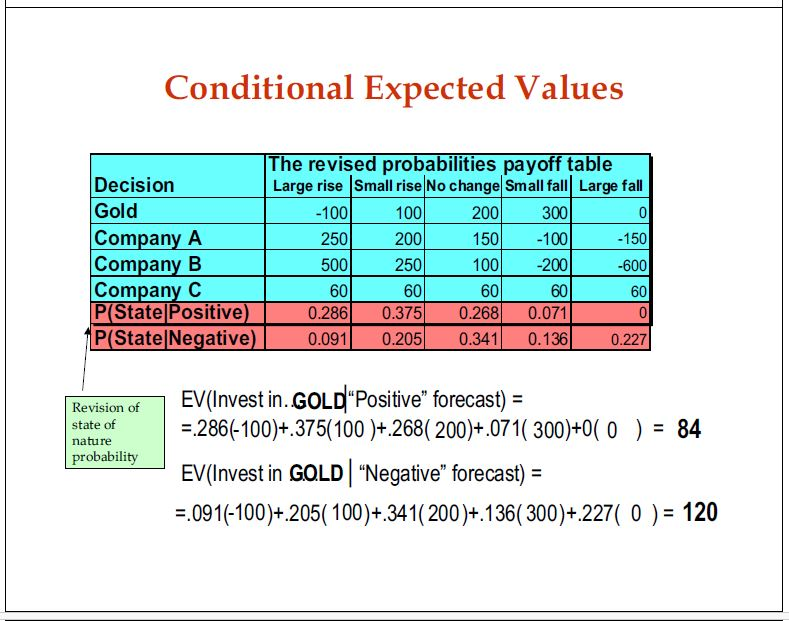 Conditional Expected Values
The revised probabilities payoff table
Decision Large rise Small rise No change Small fall Large fall
Gold -100 100 200 300 0
Company A 250 200 150 -100 -150
Company B 500 250 100 -200 -600
Company C 60 60 60 60 60
P(State|Positive) 0.286 0.375 0.268 0.071 0
P(State|Negative) 0.091 0.205 0.341 0.136 0.227
Revision of
state of
nature
probability
EV(Invest in..GOLD|“Positive” forecast) =
=.286(-100)+.375(100 )+.268( 200)+.071( 300)+0( 0 ) = 84
EV(Invest in GOLD | “Negative” forecast) =
=.091(-100)+.205( 100)+.341( 200)+.136( 300)+.227( 0 ) = 120